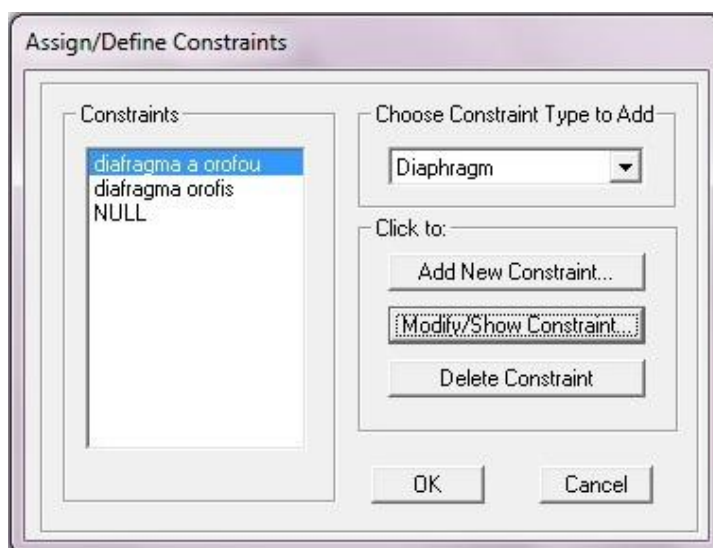 Assign/Define Constraints
Constraints
diafragma a orofou
diafragma orofis
NULL
Choose Constraint Type to Add
Diaphragm
Click to:
Add New Constraint...
Modify/Show Constraint...
Delete Constraint
OK
Cancel